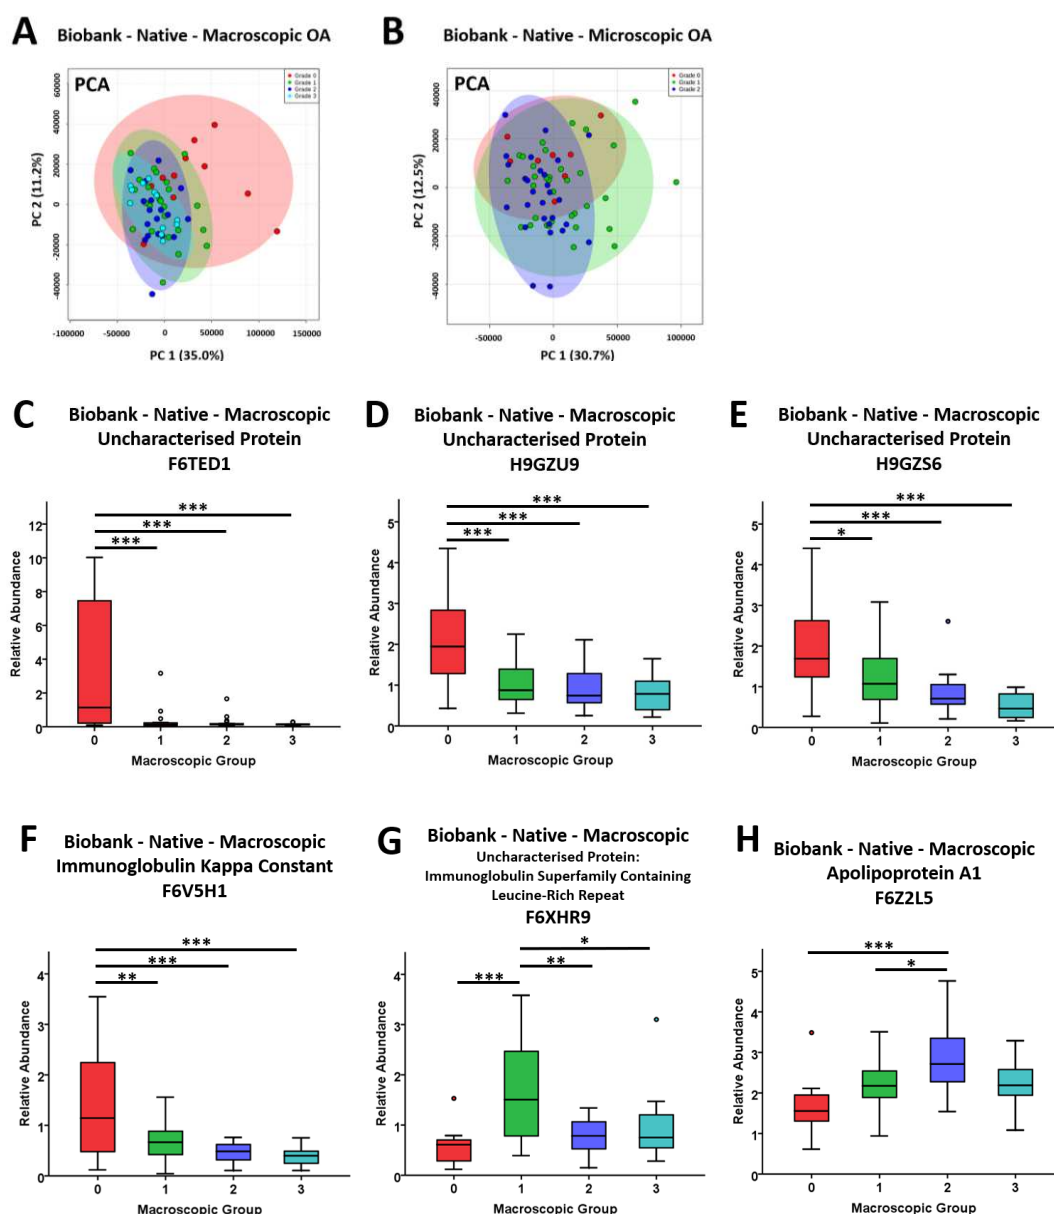 A
Biobank - Native - Macroscopic OA
PCA
Grade 0
Grade 1
Grade 2
Grade 3
60000
40000
20000
0
-20000
-40000
PC 2 (11.2%)
-100000 -50000 0 50000 100000 150000
PC 1 (35.0%)
B
Biobank - Native - Microscopic OA
PCA
Grade 0
Grade 1
Grade 2
40000
20000
0
-20000
-40000
PC 2 (12.5%)
-50000 0 50000 100000
PC 1 (30.7%)
C
Biobank - Native - Macroscopic
Uncharacterised Protein
F6TED1
***
***
***
12
10
8
6
4
2
0
Relative Abundance
0 1 2 3
Macroscopic Group
D
Biobank - Native - Macroscopic
Uncharacterised Protein
H9GZU9
***
***
***
5
4
3
2
1
0
Relative Abundance
0 1 2 3
Macroscopic Group
E
Biobank - Native - Macroscopic
Uncharacterised Protein
H9GZS6
***
***
*
5
4
3
2
1
0
Relative Abundance
0 1 2 3
Macroscopic Group
F
Biobank - Native - Macroscopic
Immunoglobulin Kappa Constant
F6V5H1
***
***
**
4
3
2
1
0
Relative Abundance
0 1 2 3
Macroscopic Group
G
Biobank - Native - Macroscopic
Uncharacterised Protein:
Immunoglobulin Superfamily Containing
Leucine-Rich Repeat
F6XHR9
*
**
***
4
3
2
1
0
Relative Abundance
0 1 2 3
Macroscopic Group
H
Biobank - Native - Macroscopic
Apolipoprotein A1
F6Z2L5
***
*
5
4
3
2
1
0
Relative Abundance
0 1 2 3
Macroscopic Group